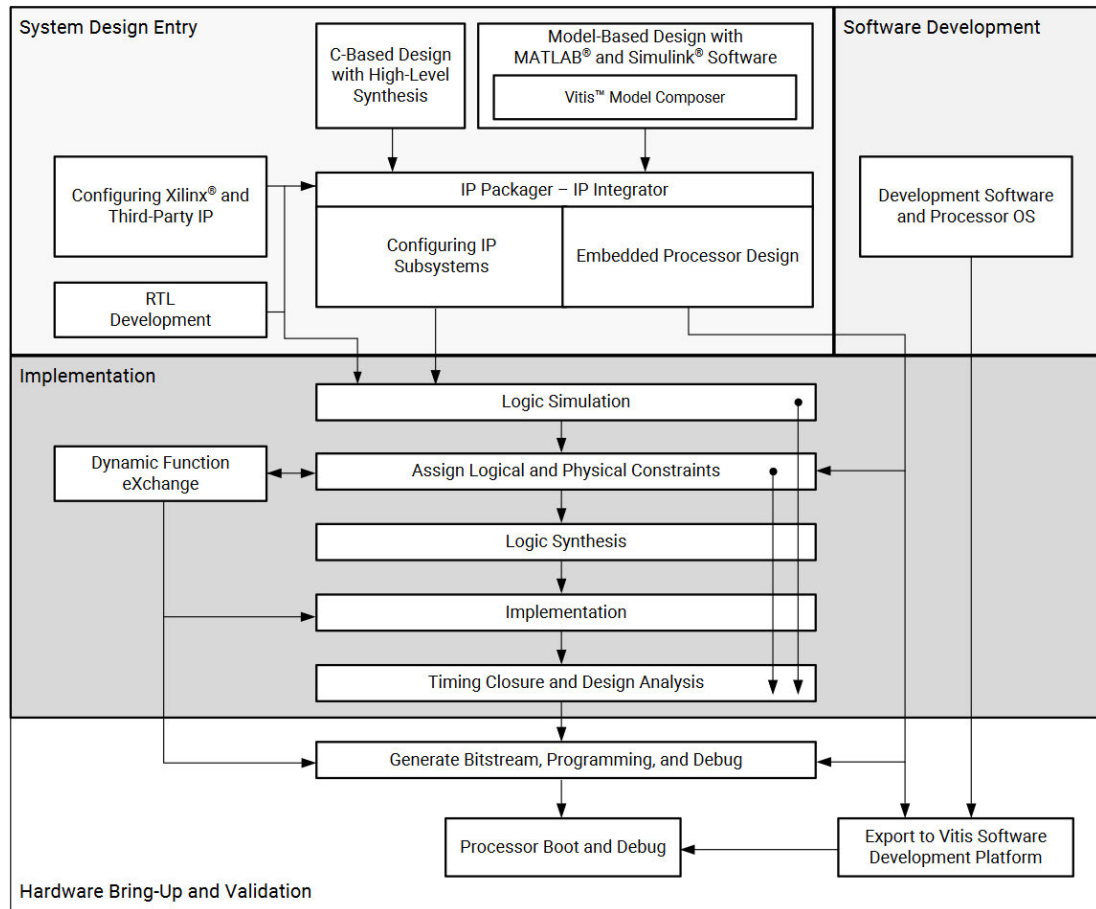 System Design Entry
Software Development
C-Based Design
with High-Level
Synthesis
Model-Based Design with
MATLAB® and Simulink® Software
Vitis™ Model Composer
Configuring Xilinx® and
Third-Party IP
IP Packager – IP Integrator
Development Software
and Processor OS
Configuring IP
Subsystems
Embedded Processor Design
RTL
Development
Implementation
Logic Simulation
Dynamic Function
eXchange
Assign Logical and Physical Constraints
Logic Synthesis
Implementation
Timing Closure and Design Analysis
Generate Bitstream, Programming, and Debug
Processor Boot and Debug
Export to Vitis Software
Development Platform
Hardware Bring-Up and Validation